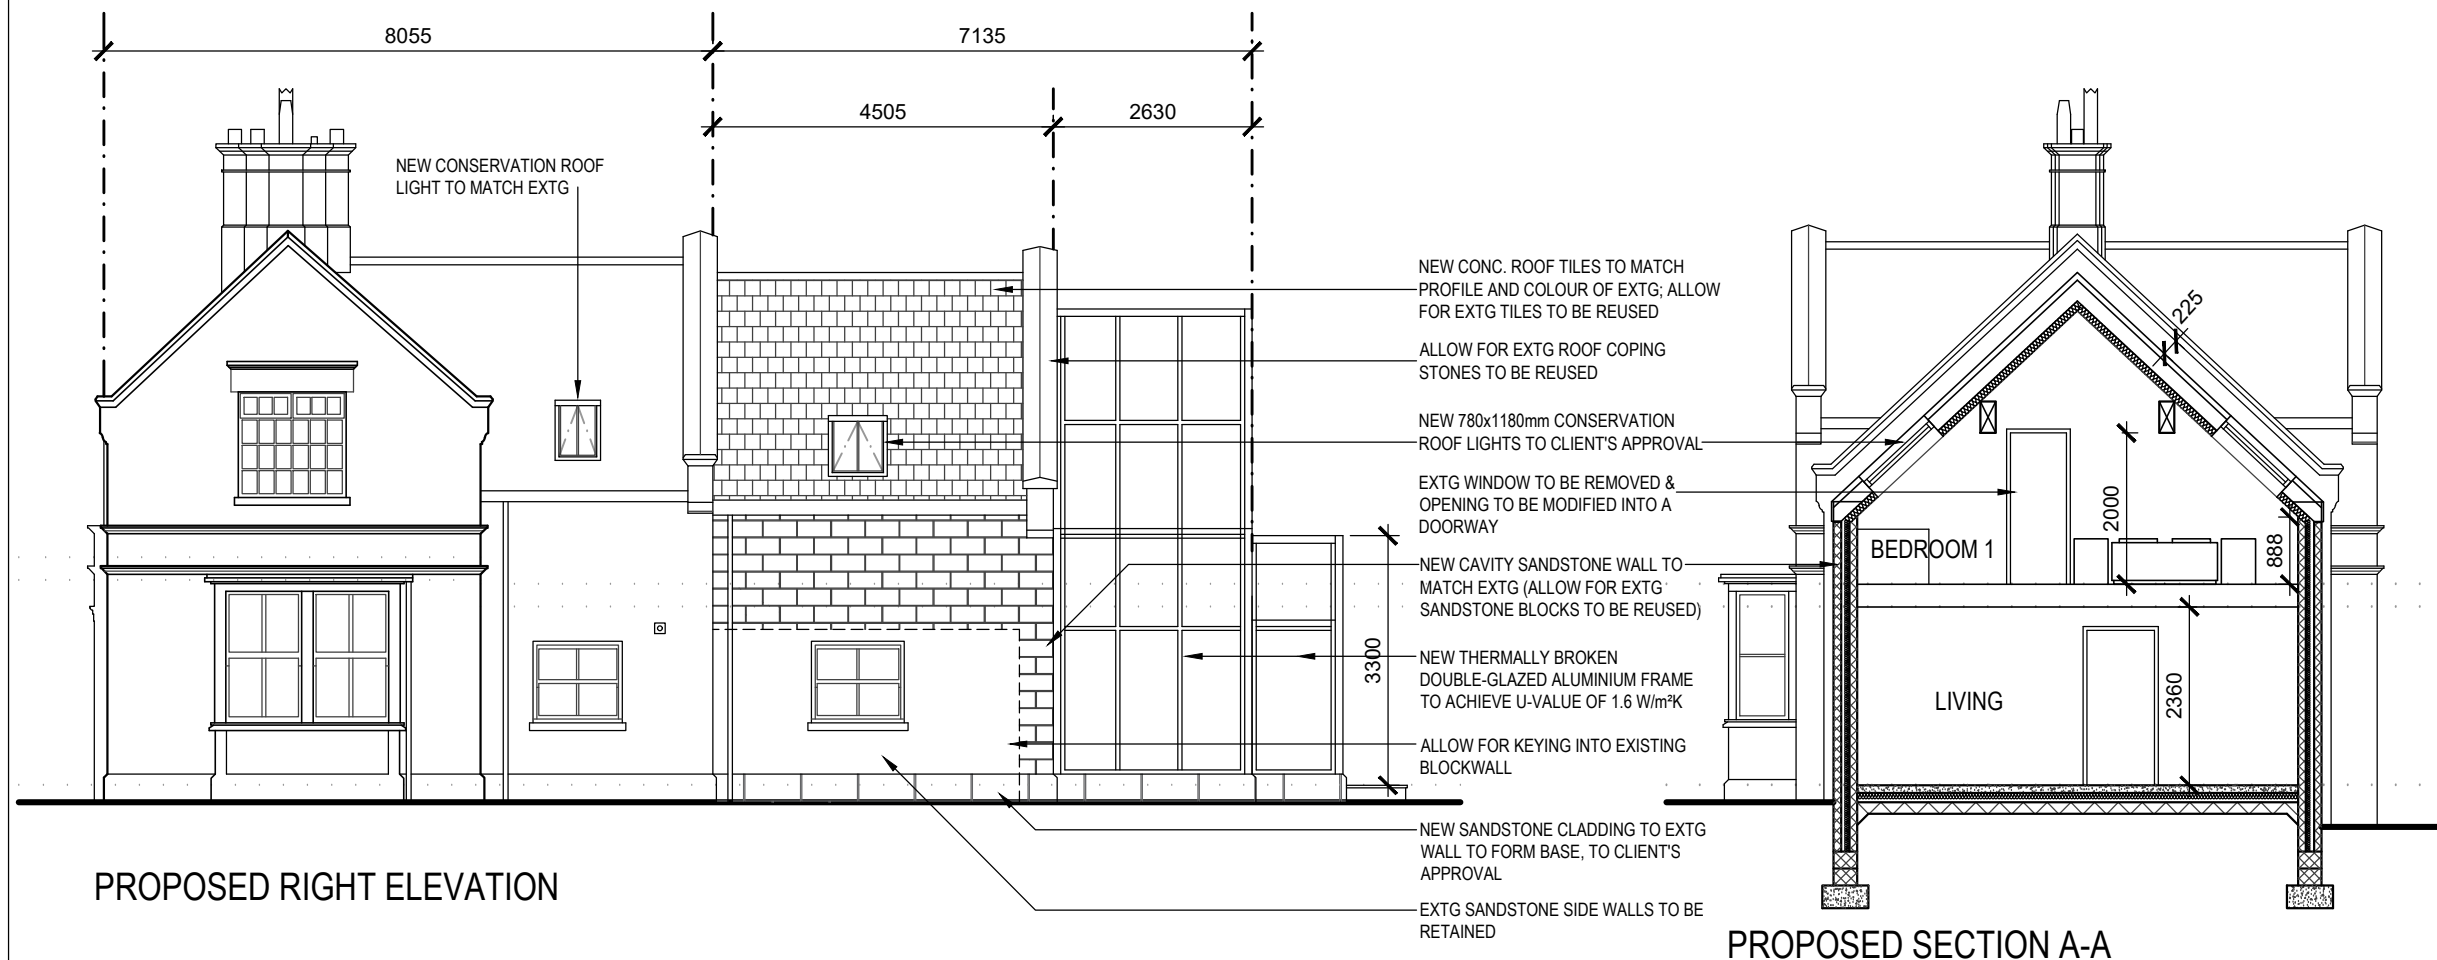 8055
7135
4505
2630
NEW CONSERVATION ROOF
LIGHT TO MATCH EXTG
NEW CONC. ROOF TILES TO MATCH
PROFILE AND COLOUR OF EXTG; ALLOW
FOR EXTG TILES TO BE REUSED
ALLOW FOR EXTG ROOF COPING
STONES TO BE REUSED
NEW 780x1180mm CONSERVATION
ROOF LIGHTS TO CLIENT'S APPROVAL
EXTG WINDOW TO BE REMOVED &
OPENING TO BE MODIFIED INTO A
DOORWAY
NEW CAVITY SANDSTONE WALL TO
MATCH EXTG (ALLOW FOR EXTG
SANDSTONE BLOCKS TO BE REUSED)
NEW THERMALLY BROKEN
DOUBLE-GLAZED ALUMINIUM FRAME
TO ACHIEVE U-VALUE OF 1.6 W/m²K
ALLOW FOR KEYING INTO EXISTING
BLOCKWALL
NEW SANDSTONE CLADDING TO EXTG
WALL TO FORM BASE, TO CLIENT'S
APPROVAL
EXTG SANDSTONE SIDE WALLS TO BE
RETAINED
3300
PROPOSED RIGHT ELEVATION
225
2000
888
BEDROOM 1
2360
LIVING
PROPOSED SECTION A-A